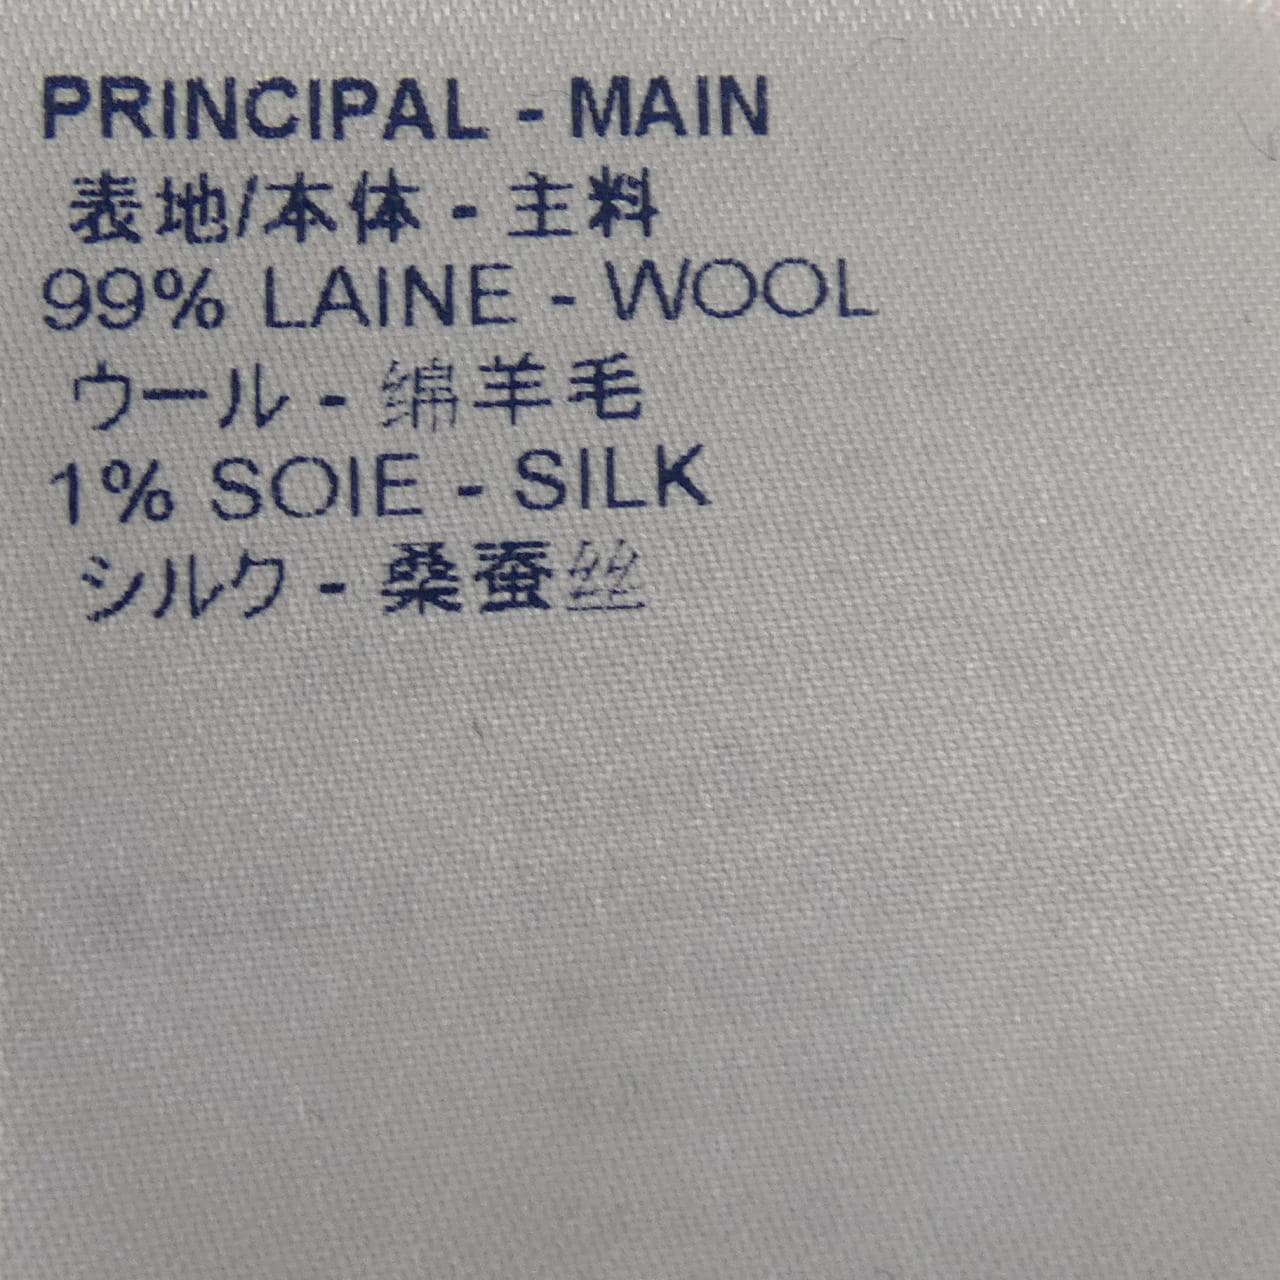 PRINCIPAL - MAIN
表地/本体 - 主料
99% LAINE - WOOL
ウール - 绵羊毛
1% SOIE - SILK
シルク - 桑蚕丝